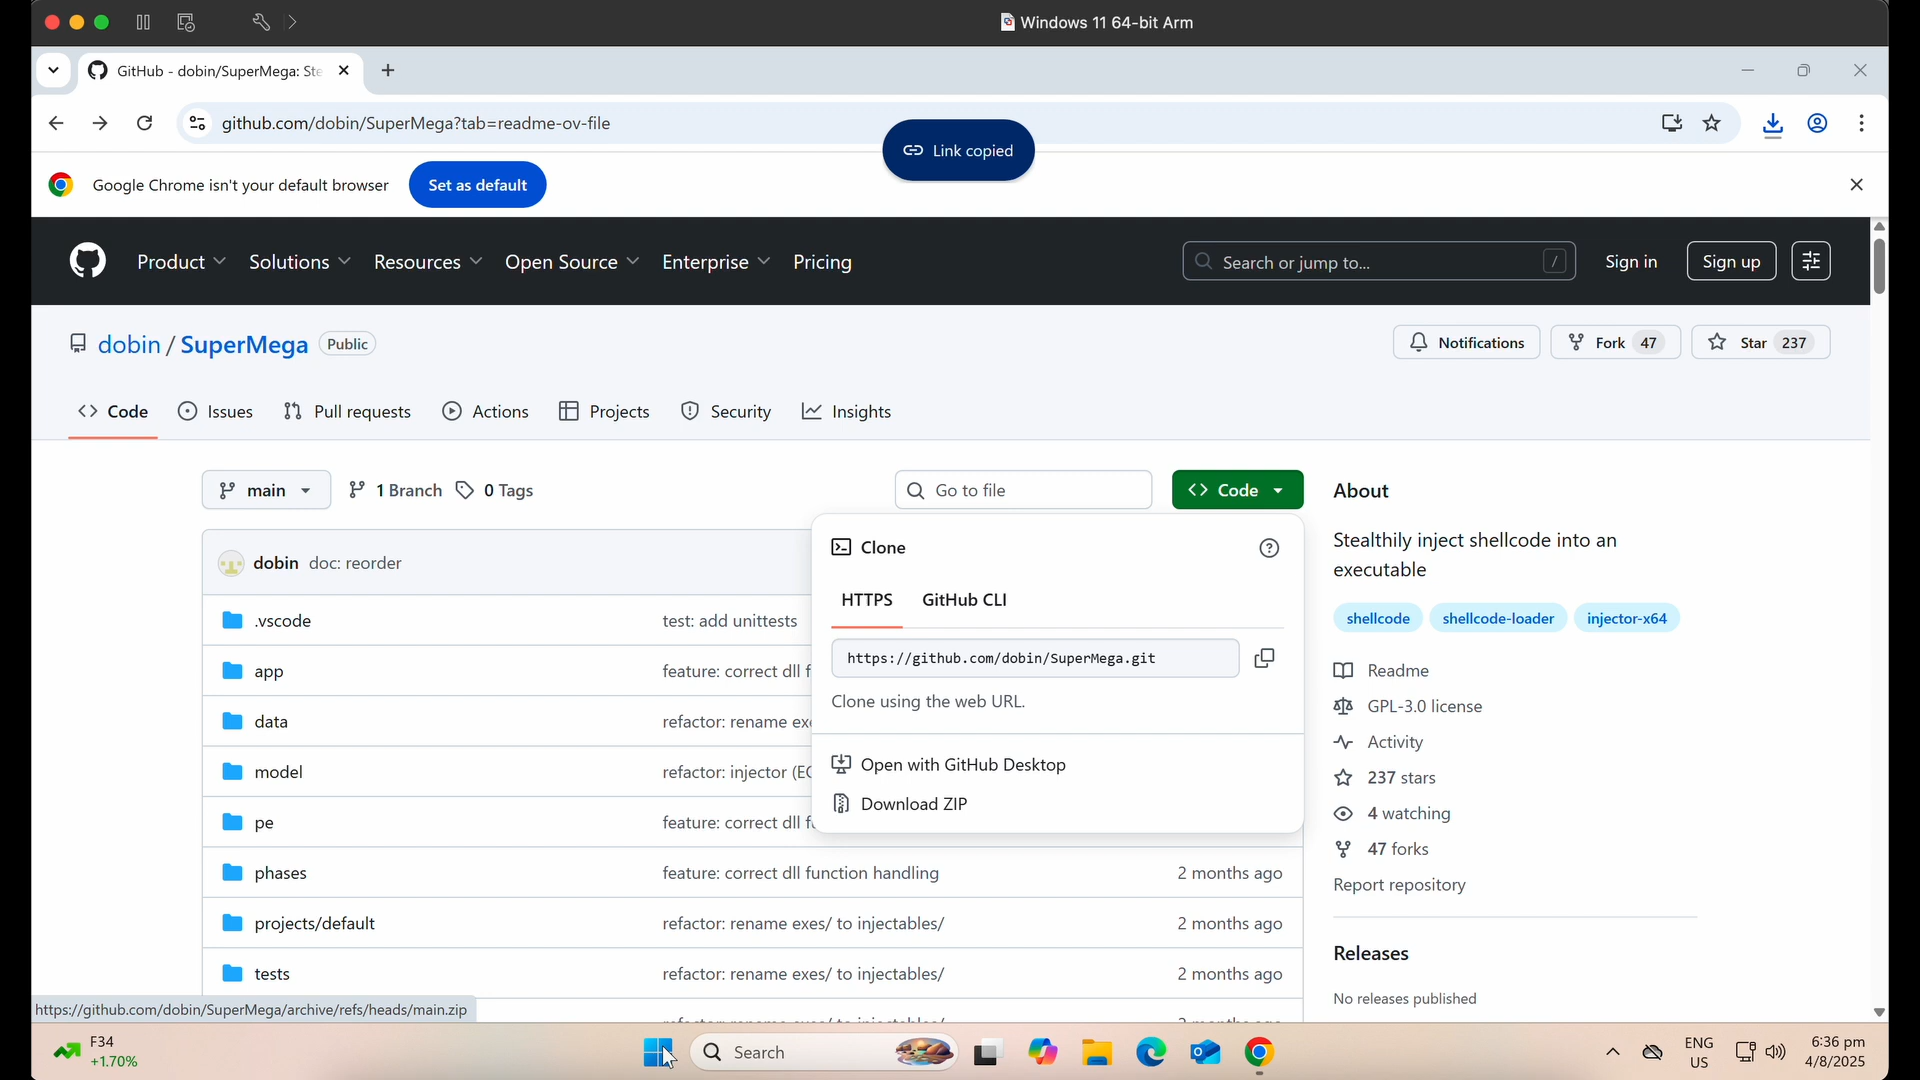 Windows 11 64-bit Arm
GitHub - dobin/SuperMega: Ste
github.com/dobin/SuperMega?tab=readme-ov-file
Link copied
Google Chrome isn't your default browser
Set as default
Product
Solutions
Resources
Open Source
Enterprise
Pricing
Search or jump to...
/
Sign in
Sign up
dobin / SuperMega
Public
Notifications
Fork 47
Star 237
Code
Issues
Pull requests
Actions
Projects
Security
Insights
main
1 Branch
0 Tags
Go to file
Code
dobin doc: reorder
.vscode
test: add unittests
app
feature: correct dll f
data
refactor: rename exe
model
refactor: injector (EC
pe
feature: correct dll f
phases
feature: correct dll function handling
2 months ago
projects/default
refactor: rename exes/ to injectables/
2 months ago
tests
refactor: rename exes/ to injectables/
2 months ago
Clone
HTTPS
GitHub CLI
https://github.com/dobin/SuperMega.git
Clone using the web URL.
Open with GitHub Desktop
Download ZIP
About
Stealthily inject shellcode into an
executable
shellcode
shellcode-loader
injector-x64
Readme
GPL-3.0 license
Activity
237 stars
4 watching
47 forks
Report repository
Releases
No releases published
https://github.com/dobin/SuperMega/archive/refs/heads/main.zip
F34
+1.70%
Search
ENG
US
6:36 pm
4/8/2025